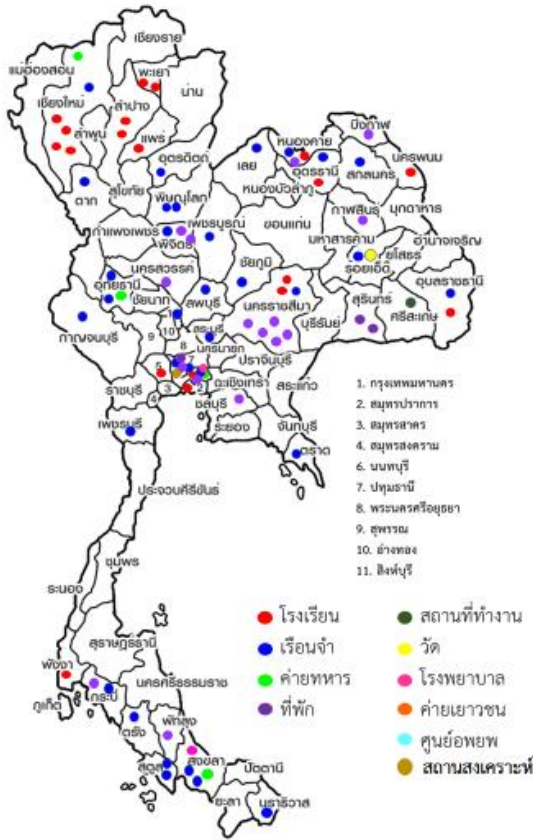 เชียงราย
แม่ฮ่องสอน
พะเยา
น่าน
เชียงใหม่
ลำปาง
ลำพูน
แพร่
บึงกาฬ
อุตรดิตถ์
เลย
หนองคาย
นครพนม
อุดรธานี
สกลนคร
ตาก
สุโขทัย
พิษณุโลก
หนองบัวลำภู
กาฬสินธุ์
มุกดาหาร
กำแพงเพชร
เพชรบูรณ์
ขอนแก่น
พิจิตร
มหาสารคาม
อำนาจเจริญ
ยโสธร
ร้อยเอ็ด
นครสวรรค์
ชัยภูมิ
อุทัยธานี
ชัยนาท
ลพบุรี
อุบลราชธานี
นครราชสีมา
สุรินทร์
บุรีรัมย์
ศรีสะเกษ
กาญจนบุรี
9
10
11
สระบุรี
8
นครนายก
ปราจีนบุรี
7
5
2
ฉะเชิงเทรา
สระแก้ว
ราชบุรี
3
4
ชลบุรี
เพชรบุรี
ระยอง
จันทบุรี
ตราด
ประจวบคีรีขันธ์
ชุมพร
ระนอง
สุราษฎร์ธานี
พังงา
นครศรีธรรมราช
ภูเก็ต
กระบี่
ตรัง
พัทลุง
สตูล
สงขลา
ปัตตานี
ยะลา
นราธิวาส
1. กรุงเทพมหานคร
2. สมุทรปราการ
3. สมุทรสาคร
4. สมุทรสงคราม
6. นนทบุรี
7. ปทุมธานี
8. พระนครศรีอยุธยา
9. สุพรรณ
10. อ่างทอง
11. สิงห์บุรี
โรงเรียน
เรือนจำ
ค่ายทหาร
ที่พัก
สถานที่ทำงาน
วัด
โรงพยาบาล
ค่ายเยาวชน
ศูนย์อพยพ
สถานสงเคราะห์